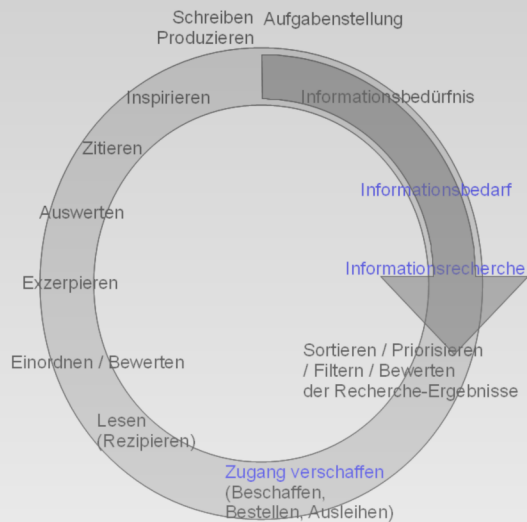 Schreiben
Produzieren
Aufgabenstellung
Informationsbedürfnis
Informationsbedarf
Informationsrecherche
Sortieren / Priorisieren
/ Filtern / Bewerten
der Recherche-Ergebnisse
Zugang verschaffen
(Beschaffen,
Bestellen, Ausleihen)
Lesen
(Rezipieren)
Einordnen / Bewerten
Exzerpieren
Auswerten
Zitieren
Inspirieren